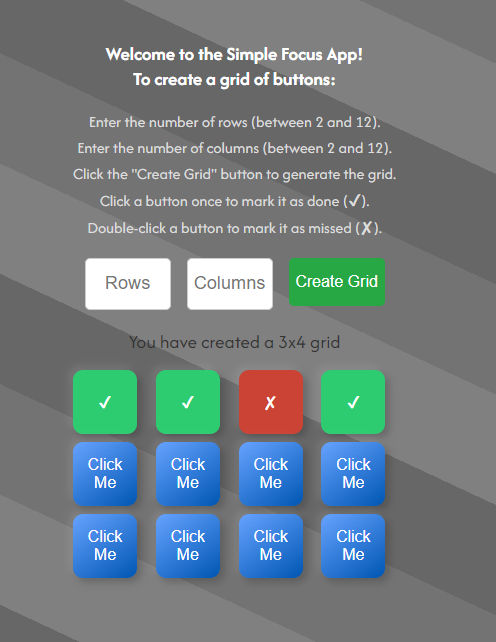 Welcome to the Simple Focus App!
To create a grid of buttons:
Enter the number of rows (between 2 and 12).
Enter the number of columns (between 2 and 12).
Click the "Create Grid" button to generate the grid.
Click a button once to mark it as done (✔).
Double-click a button to mark it as missed (✘).
Rows Columns Create Grid
You have created a 3x4 grid
✔ ✔ ✘ ✔
Click Click Click Click
Me Me Me Me
Click Click Click Click
Me Me Me Me